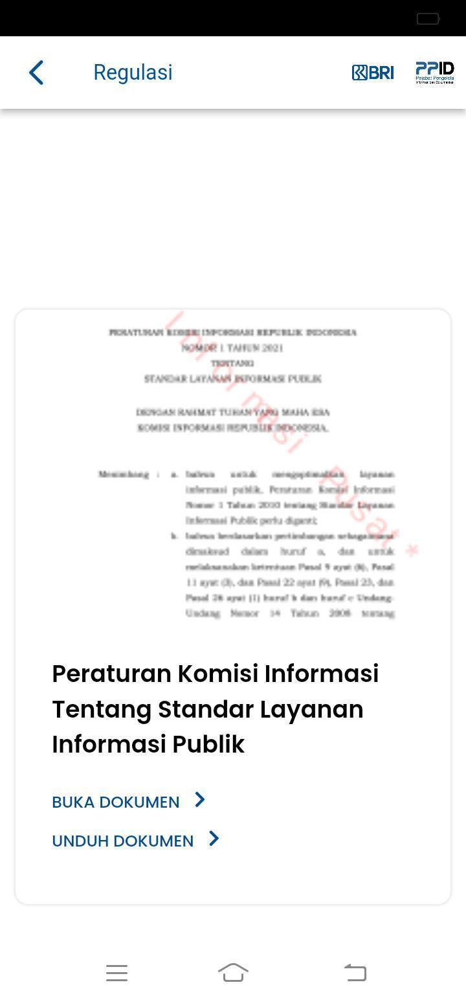 Regulasi
BRI
PPID
Pejabat Pengelola
Informasi dan Dokumentasi
PERATURAN KOMISI INFORMASI REPUBLIK INDONESIA
NOMOR 1 TAHUN 2021
TENTANG
STANDAR LAYANAN INFORMASI PUBLIK
DENGAN RAHMAT TUHAN YANG MAHA ESA
KOMISI INFORMASI REPUBLIK INDONESIA,
Menimbang : a. bahwa untuk mengoptimalkan layanan
informasi publik, Peraturan Komisi Informasi
Nomor 1 Tahun 2010 tentang Standar Layanan
Informasi Publik perlu diganti;
b. bahwa berdasarkan pertimbangan sebagaimana
dimaksud dalam huruf a, dan untuk
melaksanakan ketentuan Pasal 9 ayat (6), Pasal
11 ayat (3), dan Pasal 22 ayat (9), Pasal 25, dan
Pasal 26 ayat (1) huruf b dan huruf c Undang-
Undang Nomor 14 Tahun 2008 tentang
Informasi Pusat *
Peraturan Komisi Informasi
Tentang Standar Layanan
Informasi Publik
BUKA DOKUMEN
UNDUH DOKUMEN